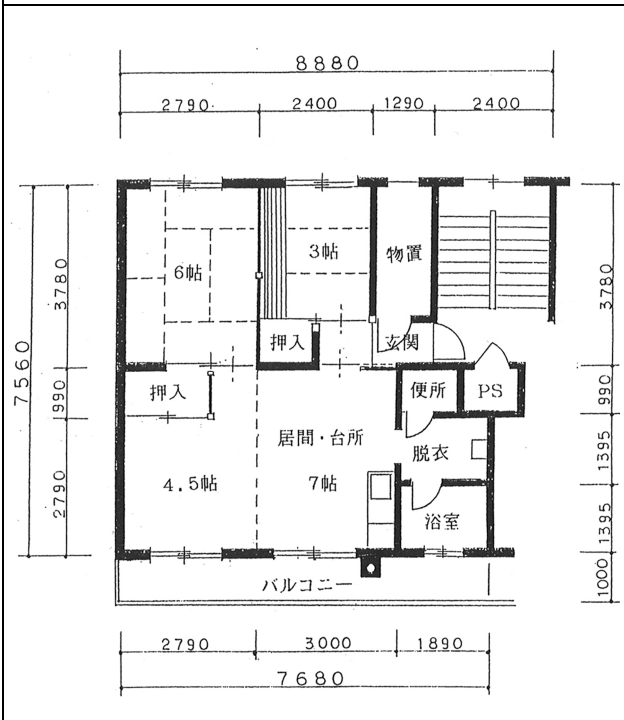 8880
2790
2400
1290
2400
7560
3780
990
2790
3780
990
1395
1395
1000
6帖
3帖
物置
押入
玄関
押入
便所
PS
居間・台所
脱衣
4.5帖
7帖
浴室
バルコニー
2790
3000
1890
7680